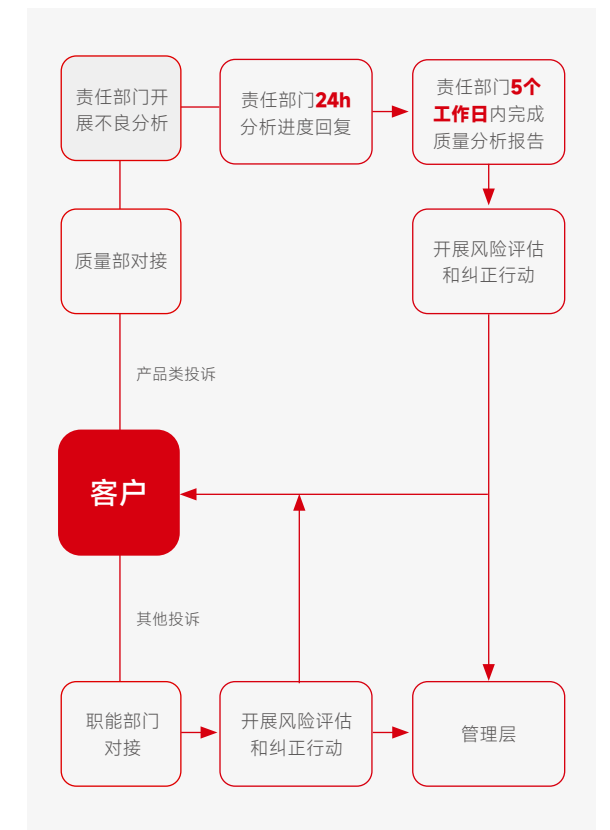 责任部门开
展不良分析
责任部门24h
分析进度回复
责任部门5个
工作日内完成
质量分析报告
质量部对接
开展风险评估
和纠正行动
产品类投诉
客户
其他投诉
职能部门
对接
开展风险评估
和纠正行动
管理层